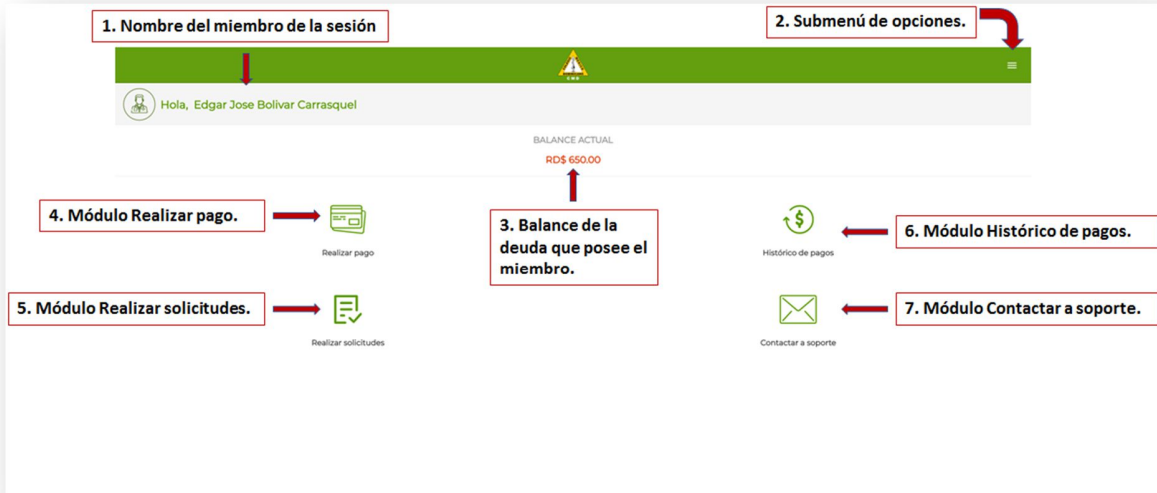 1. Nombre del miembro de la sesión
2. Submenú de opciones.
Hola, Edgar Jose Bolivar Carrasquel
BALANCE ACTUAL
RD$ 650.00
4. Módulo Realizar pago.
Realizar pago
3. Balance de la
deuda que posee el
miembro.
Histórico de pagos
6. Módulo Histórico de pagos.
5. Módulo Realizar solicitudes.
Realizar solicitudes
Contactar a soporte
7. Módulo Contactar a soporte.